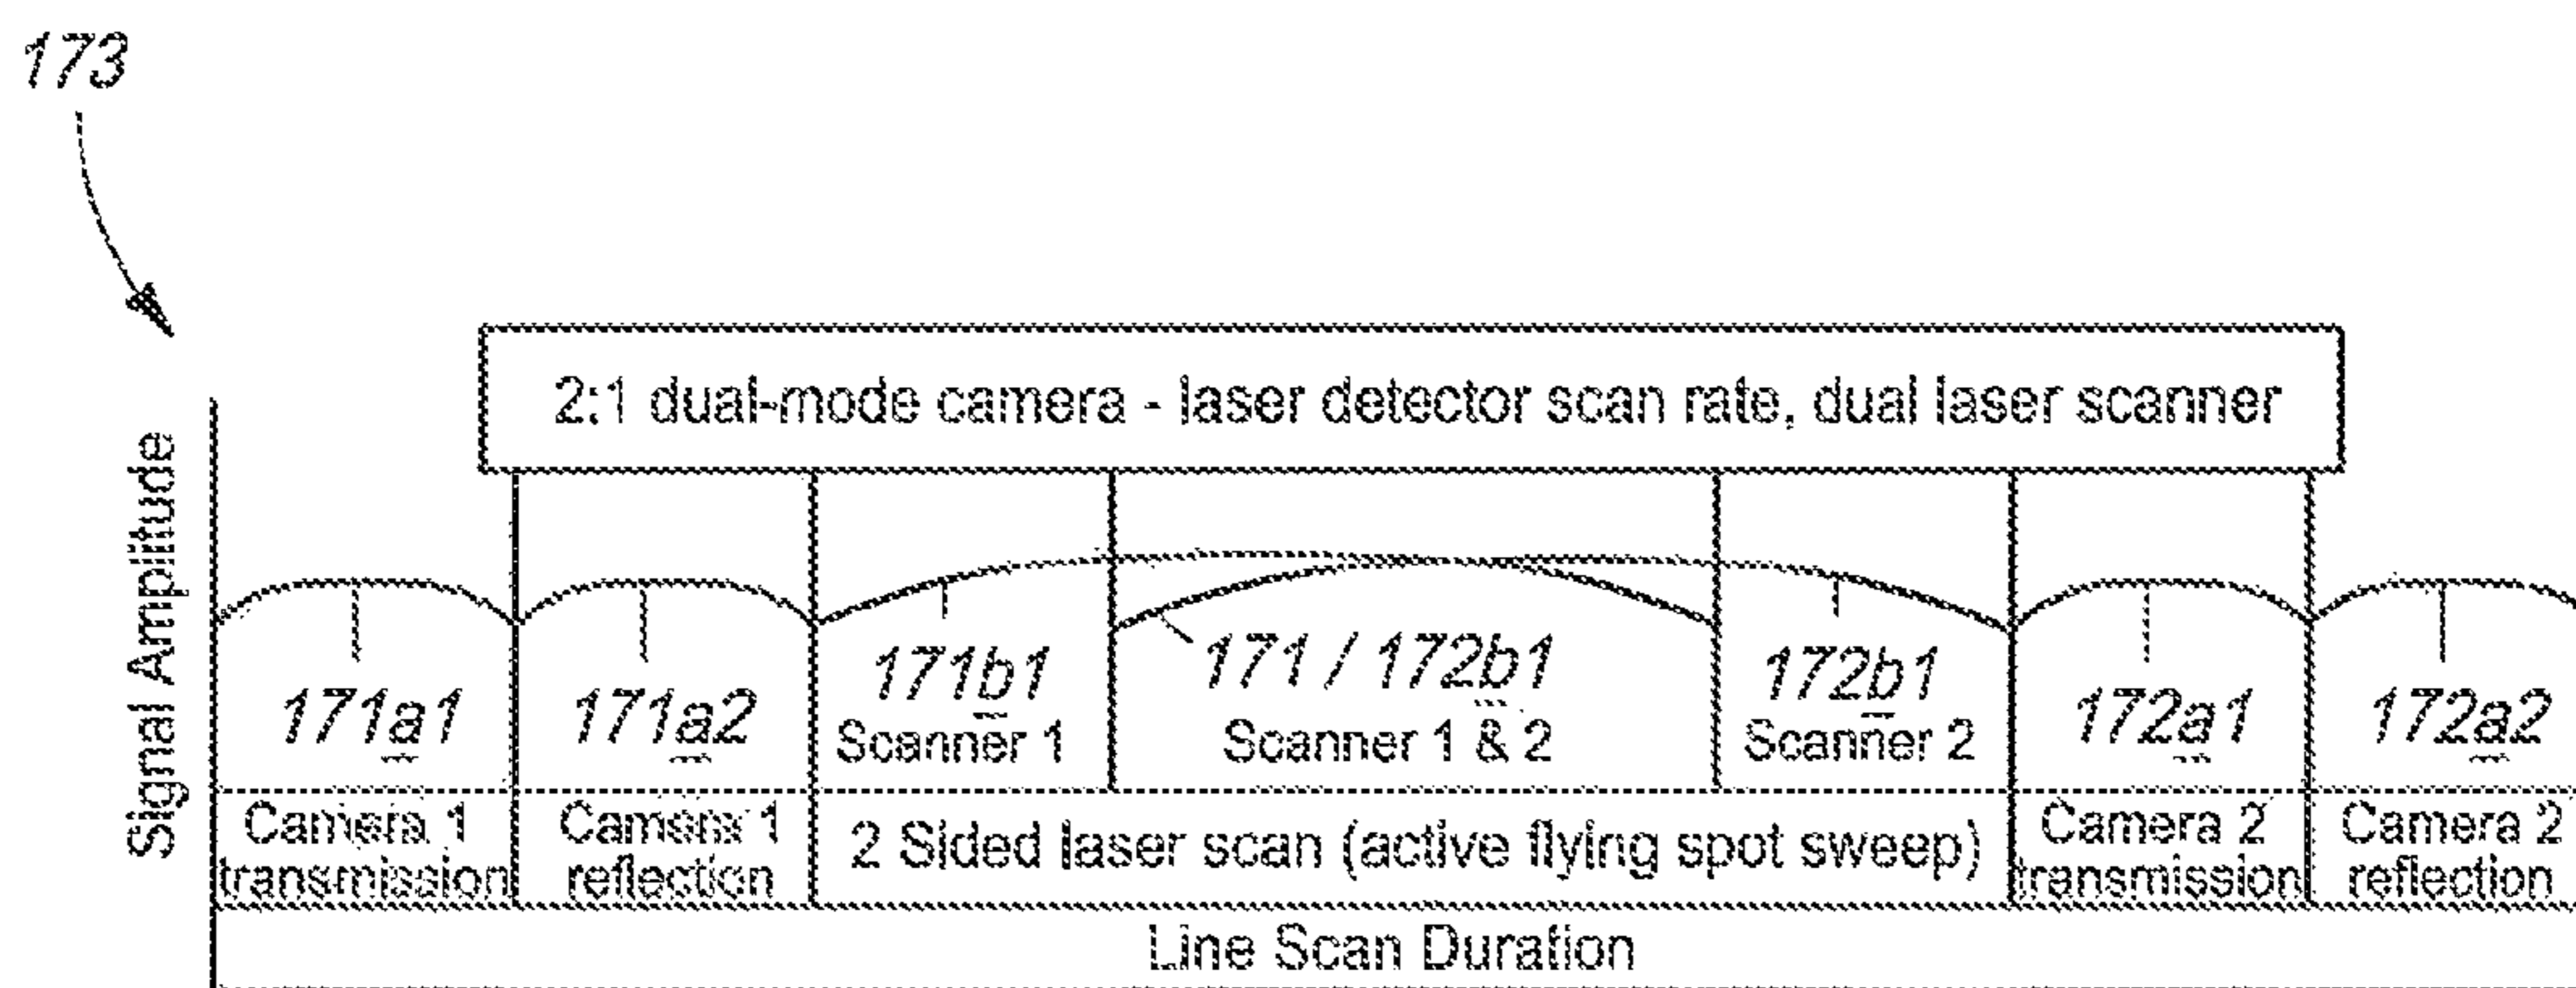 173
2:1 dual-mode camera - laser detector scan rate, dual laser scanner
Signal Amplitude
171a1
171a2
171b1
Scanner 1
171 / 172b1
Scanner 1 & 2
172b1
Scanner 2
172a1
172a2
Camera 1
transmission
Camera 1
reflection
2 Sided laser scan (active flying spot sweep)
Camera 2
transmission
Camera 2
reflection
Line Scan Duration